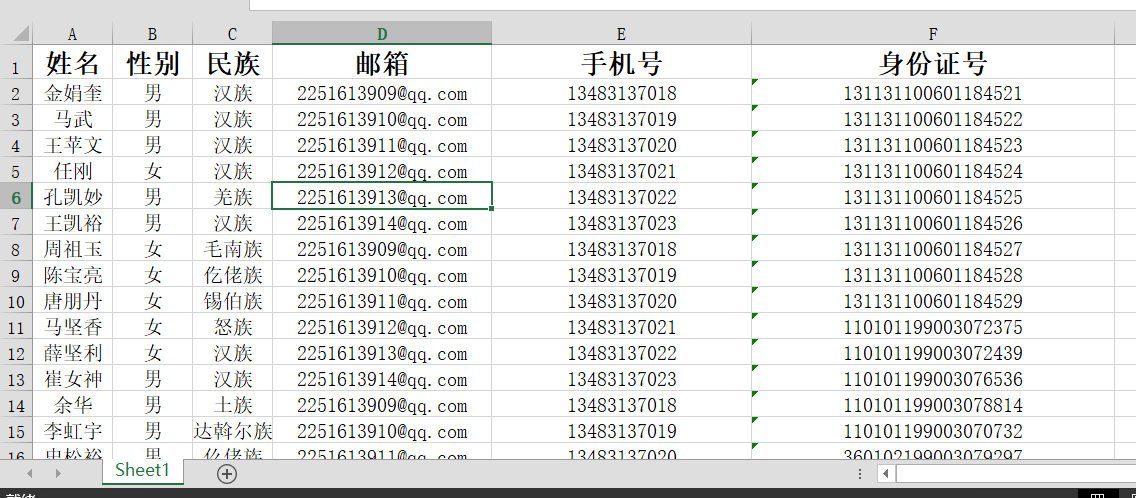 A B C D E F
1 姓名 性别 民族 邮箱 手机号 身份证号
2 金娟奎 男 汉族 2251613909@qq.com 13483137018 131131100601184521
3 马武 男 汉族 2251613910@qq.com 13483137019 131131100601184522
4 王苹文 男 汉族 2251613911@qq.com 13483137020 131131100601184523
5 任刚 女 汉族 2251613912@qq.com 13483137021 131131100601184524
6 孔凯妙 男 羌族 2251613913@qq.com 13483137022 131131100601184525
7 王凯裕 男 汉族 2251613914@qq.com 13483137023 131131100601184526
8 周祖玉 女 毛南族 2251613909@qq.com 13483137018 131131100601184527
9 陈宝亮 女 仡佬族 2251613910@qq.com 13483137019 131131100601184528
10 唐朋丹 女 锡伯族 2251613911@qq.com 13483137020 131131100601184529
11 马坚香 女 怒族 2251613912@qq.com 13483137021 110101199003072375
12 薛坚利 女 汉族 2251613913@qq.com 13483137022 110101199003072439
13 崔女神 男 汉族 2251613914@qq.com 13483137023 110101199003076536
14 余华 男 土族 2251613909@qq.com 13483137018 110101199003078814
15 李虹宇 男 达斡尔族 2251613910@qq.com 13483137019 110101199003070732
16 男 仫佬族 2251613911@qq.com 13483137020 360102199003079297
Sheet1
就绪